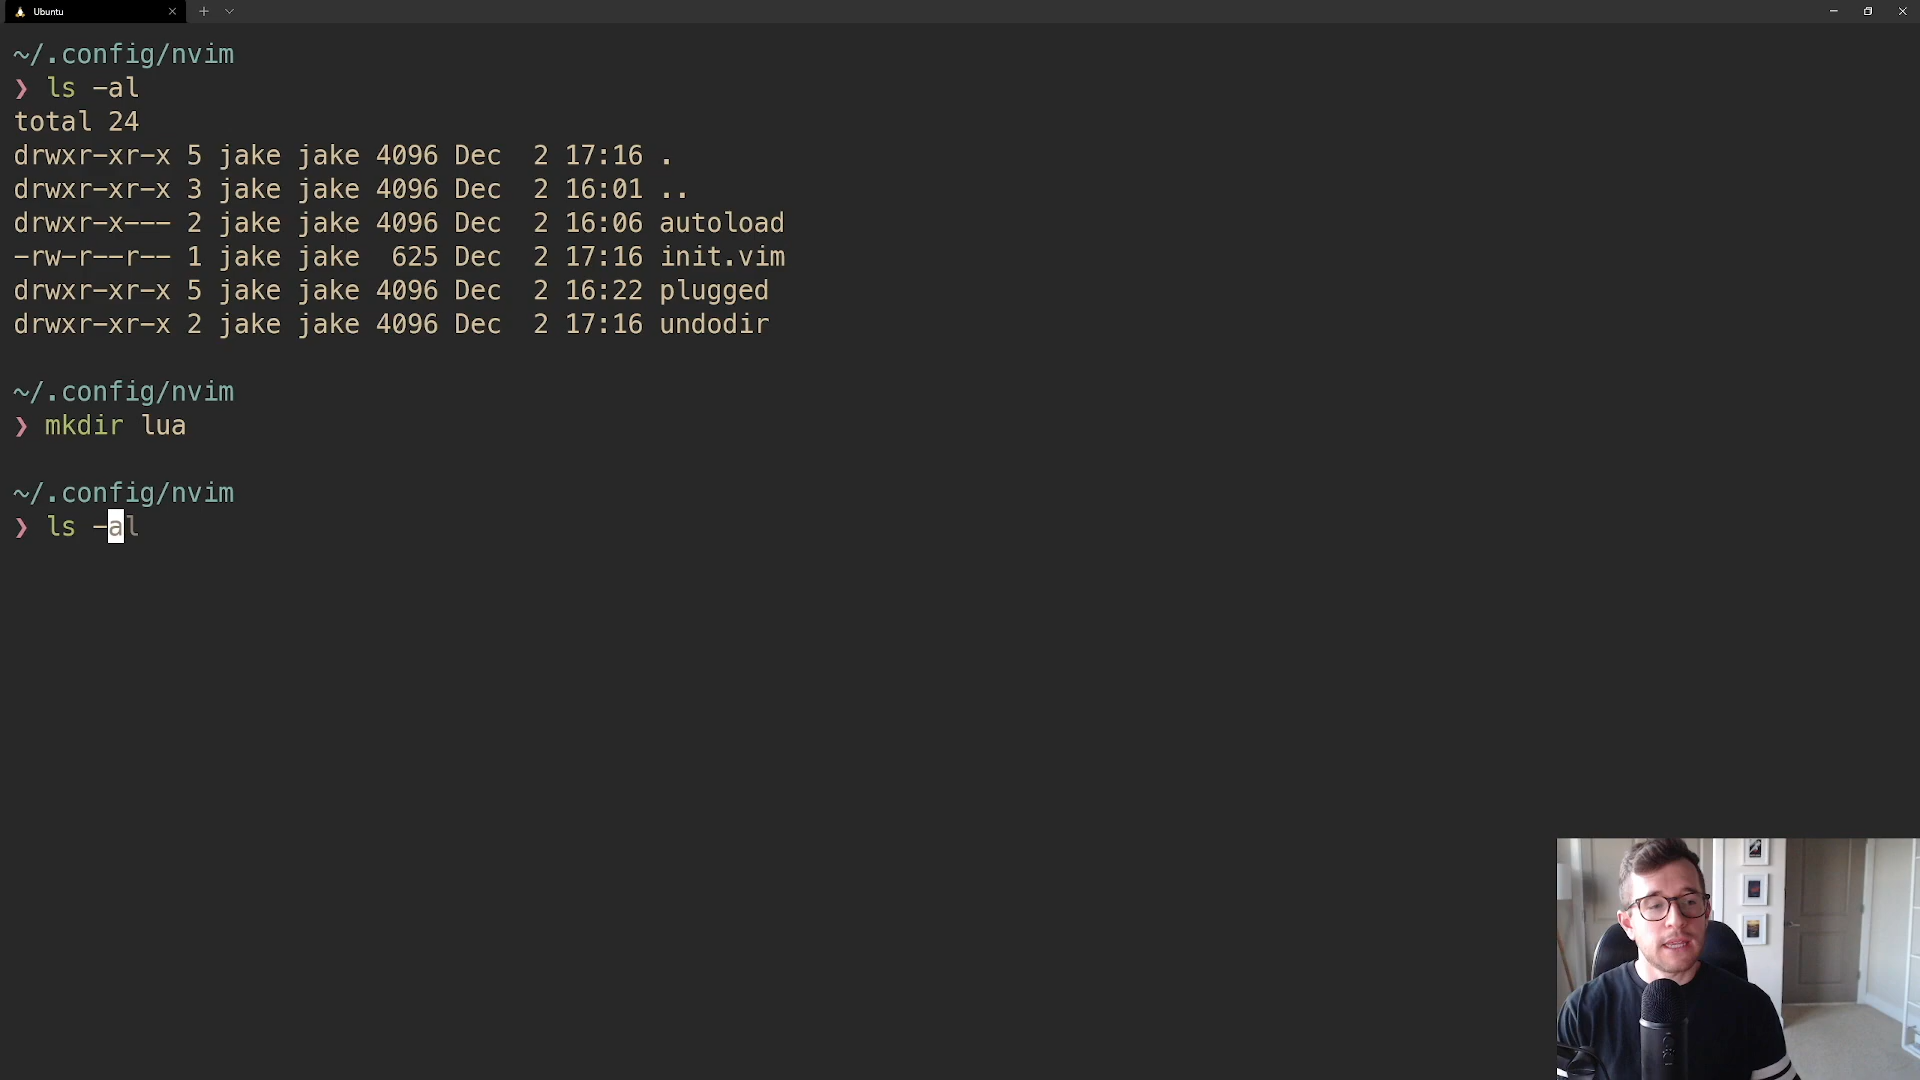 Ubuntu
~/.config/nvim
❯ ls -al
total 24
drwxr-xr-x 5 jake jake 4096 Dec  2 17:16 .
drwxr-xr-x 3 jake jake 4096 Dec  2 16:01 ..
drwxr-x--- 2 jake jake 4096 Dec  2 16:06 autoload
-rw-r--r-- 1 jake jake  625 Dec  2 17:16 init.vim
drwxr-xr-x 5 jake jake 4096 Dec  2 16:22 plugged
drwxr-xr-x 2 jake jake 4096 Dec  2 17:16 undodir
~/.config/nvim
❯ mkdir lua
~/.config/nvim
❯ ls -al